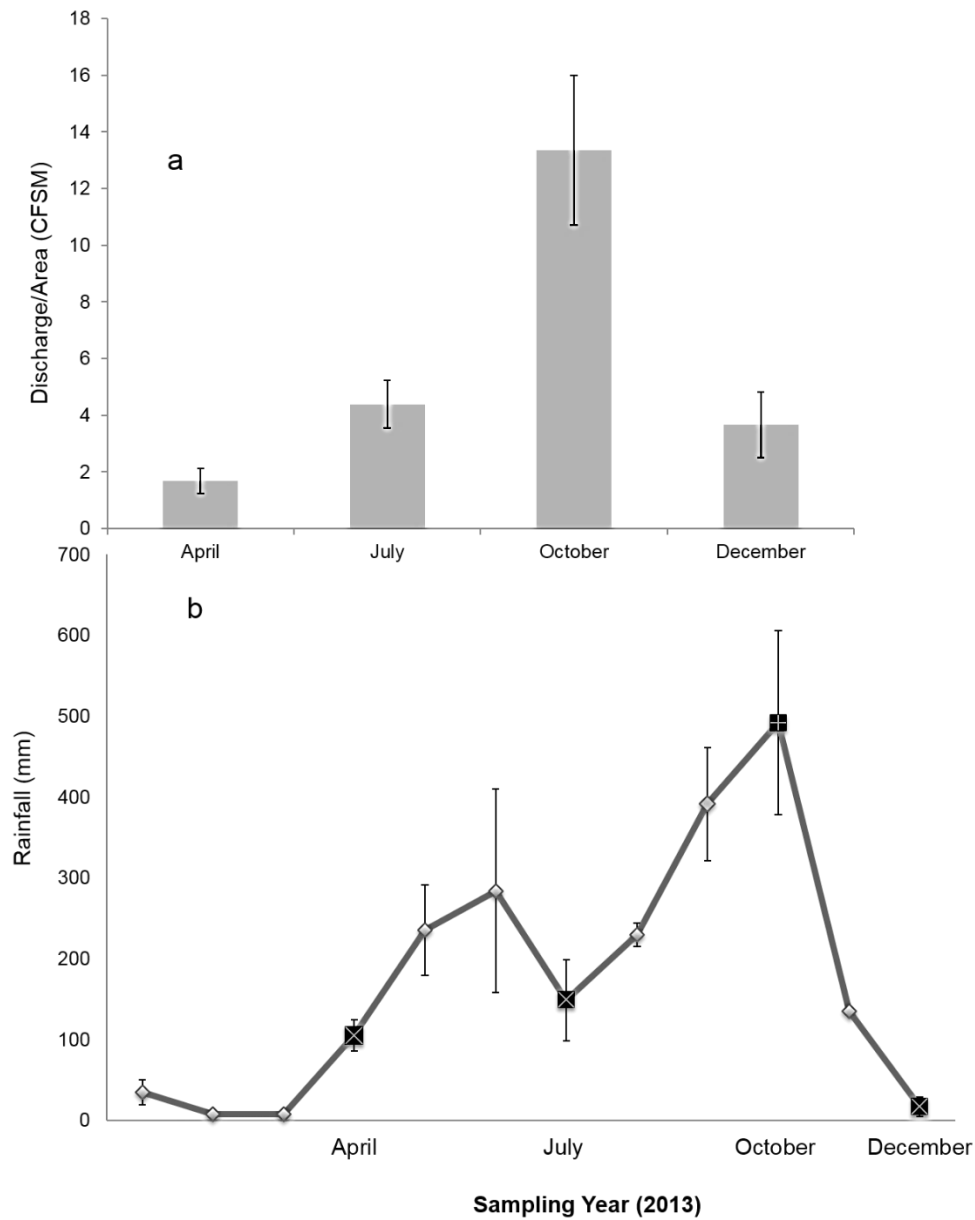 18
16
14
12
10
8
6
4
2
0
Discharge/Area (CFSM)
a
April July October December
700
600
500
400
300
200
100
0
Rainfall (mm)
b
April July October December
Sampling Year (2013)